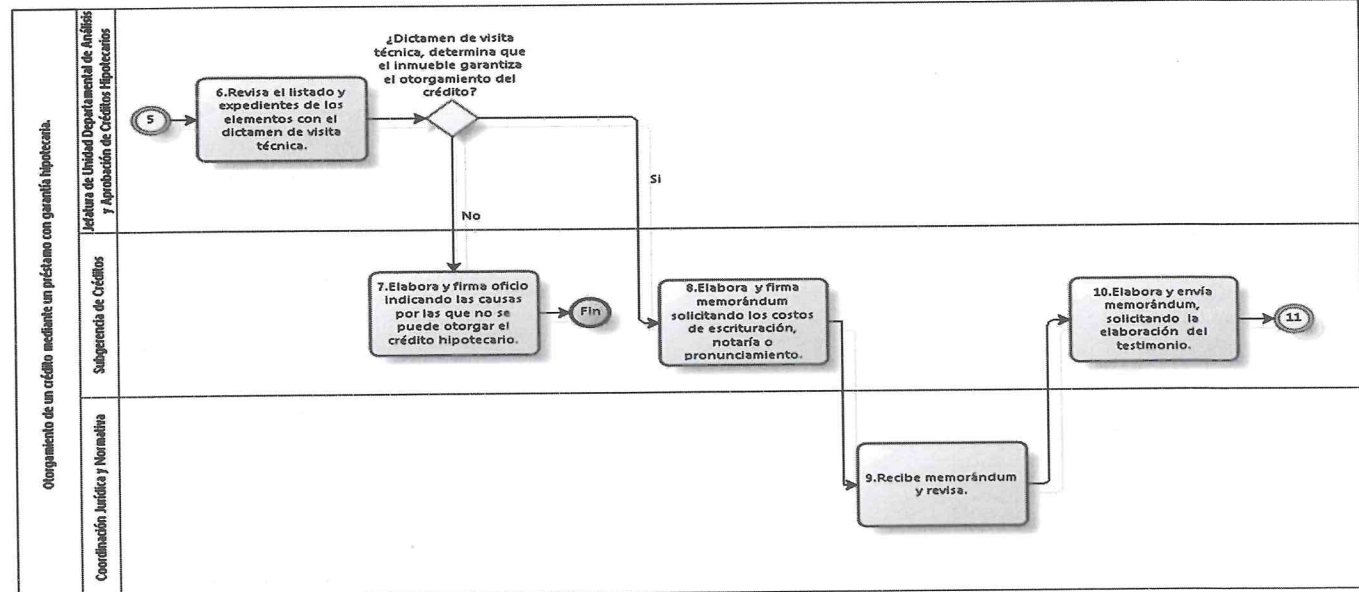 Otorgamiento de un crédito mediante un préstamo con garantía hipotecaria.
Jefatura de Unidad Departamental de Análisis
y Aprobación de Créditos Hipotecarios
5
6.Revisa el listado y
expedientes de los
elementos con el
dictamen de visita
técnica.
¿Dictamen de visita
técnica, determina que
el inmueble garantiza
el otorgamiento del
crédito?
Si
No
Subgerencia de Créditos
7.Elabora y firma oficio
indicando las causas
por las que no se
puede otorgar el
crédito hipotecario.
Fin
8.Elabora y firma
memorándum
solicitando los costos
de escrituración,
notaría o
pronunciamiento.
10.Elabora y envía
memorándum,
solicitando la
elaboración del
testimonio.
11
Coordinación Jurídica y Normativa
9.Recibe memorándum
y revisa.